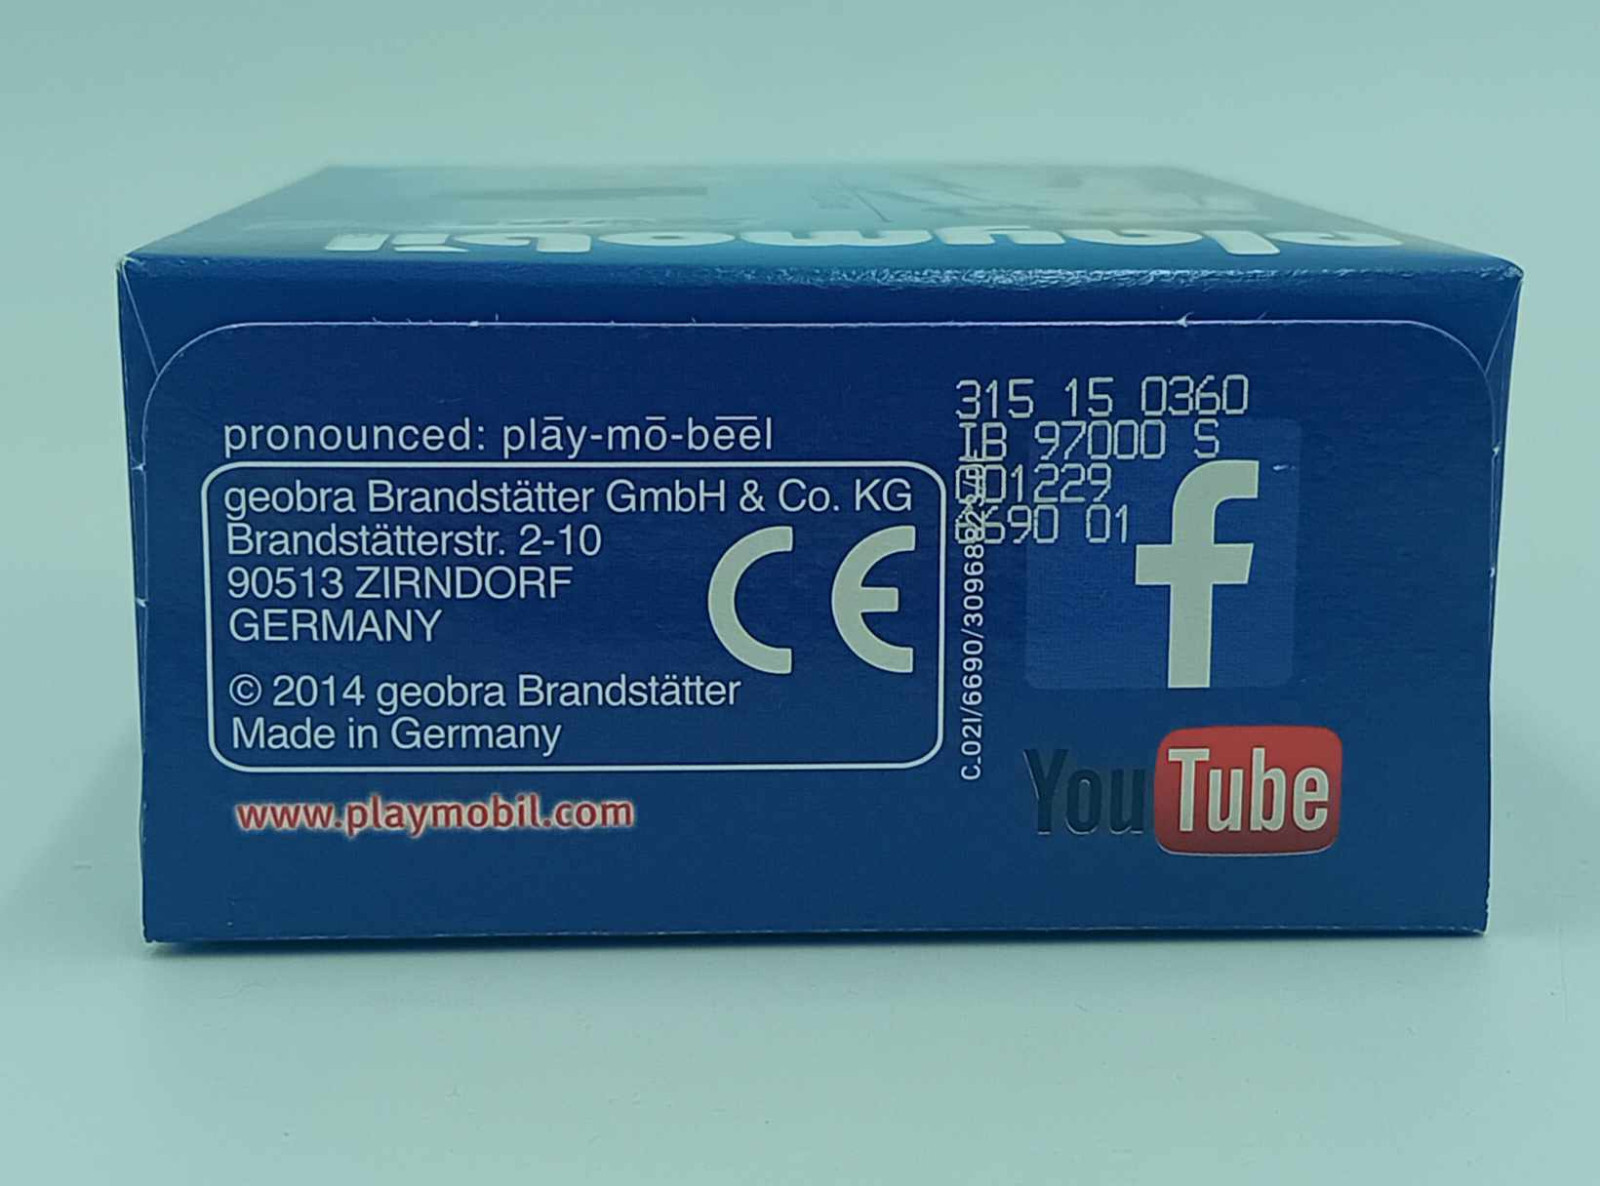 playmobil
pronounced: plāy-mō-bēēl
geobra Brandstätter GmbH & Co. KG
Brandstätterstr. 2-10
90513 ZIRNDORF
GERMANY
© 2014 geobra Brandstätter
Made in Germany
CE
www.playmobil.com
315 15 0360
IB 97000 S
001229
6690 01
f
YouTube